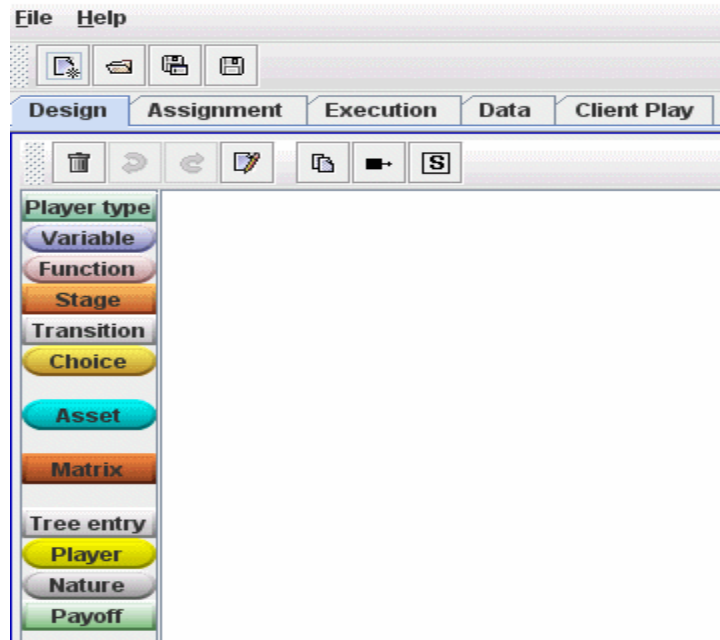 File Help
Design Assignment Execution Data Client Play
S
Player type
Variable
Function
Stage
Transition
Choice
Asset
Matrix
Tree entry
Player
Nature
Payoff